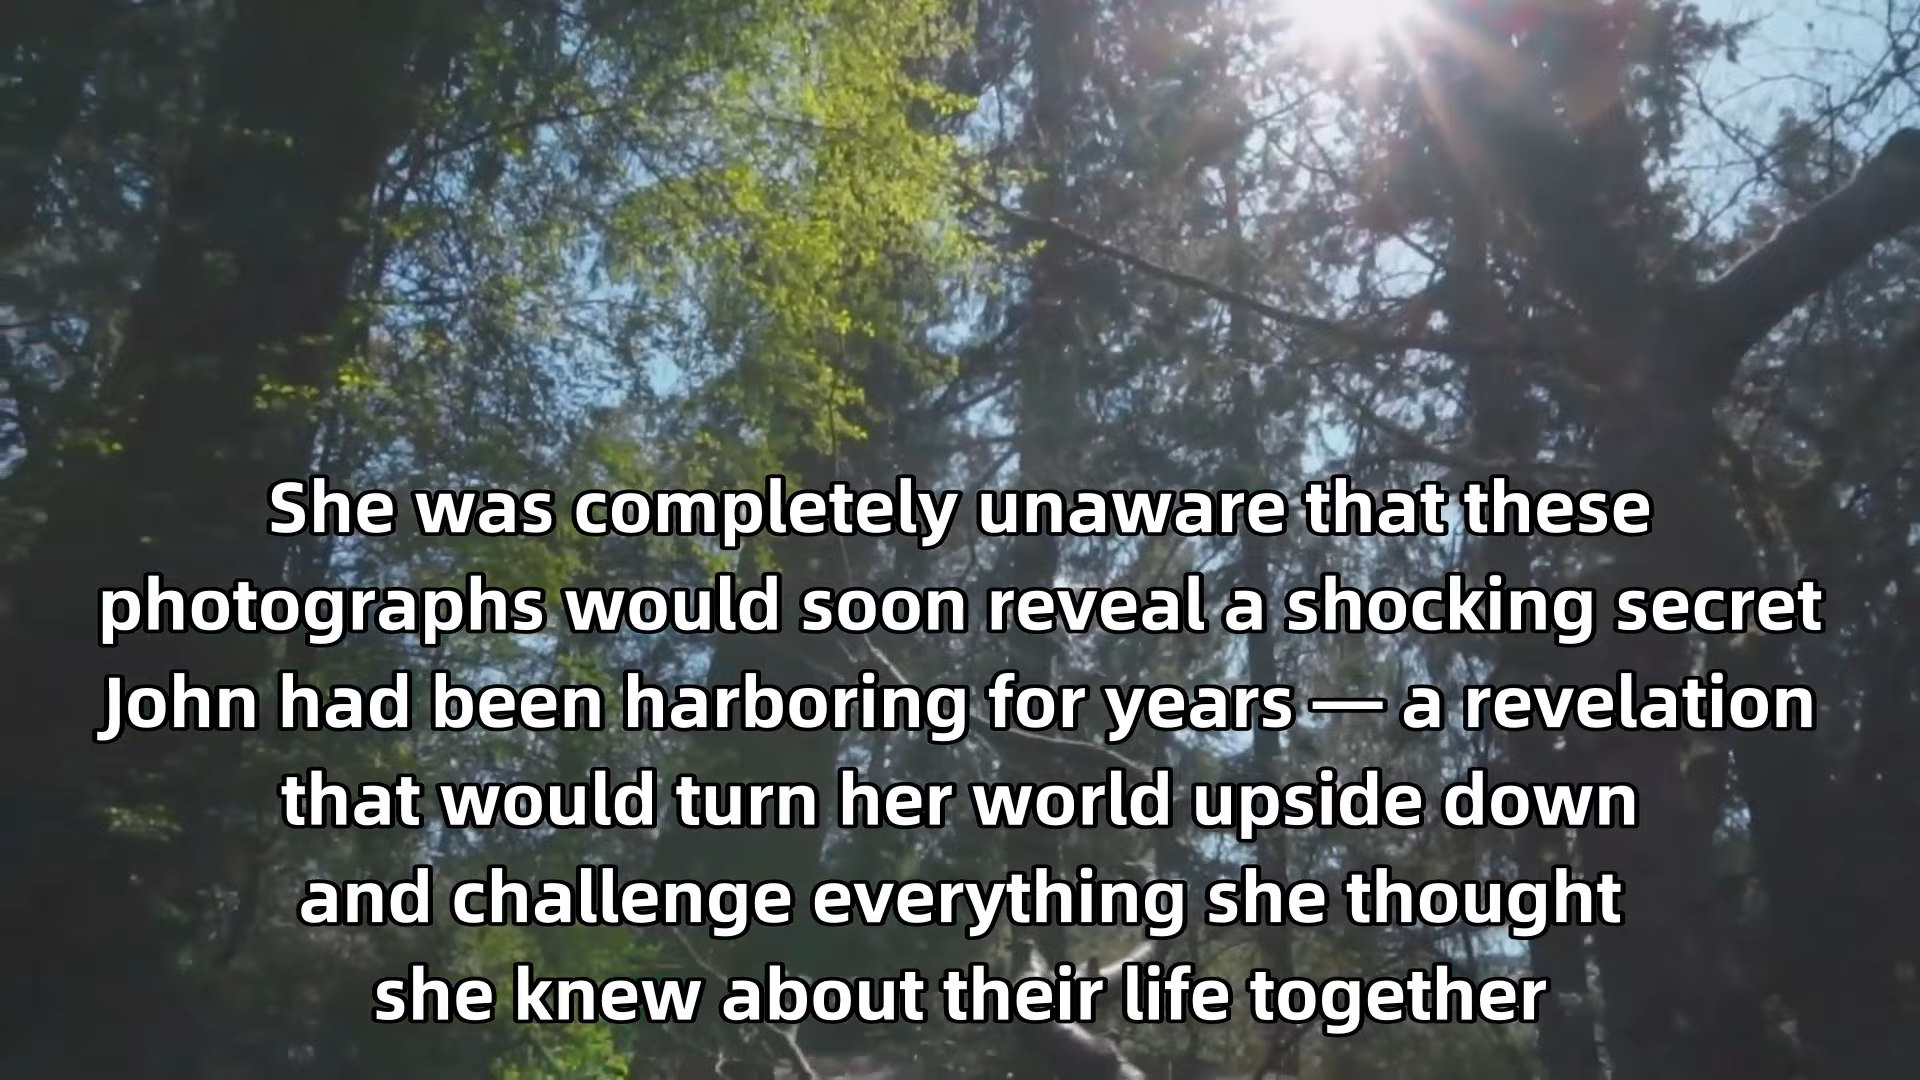 She was completely unaware that these
photographs would soon reveal a shocking secret
John had been harboring for years — a revelation
that would turn her world upside down
and challenge everything she thought
she knew about their life together